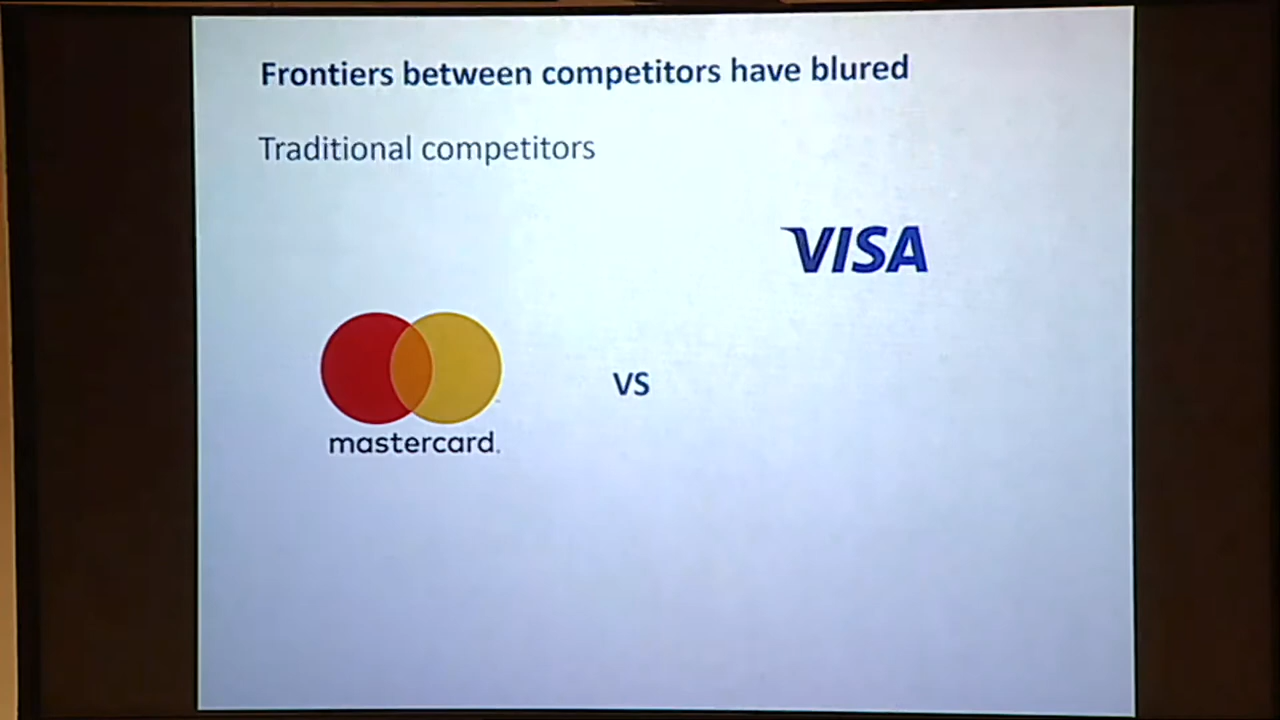 Frontiers between competitors have blured
Traditional competitors
VISA
mastercard.
VS